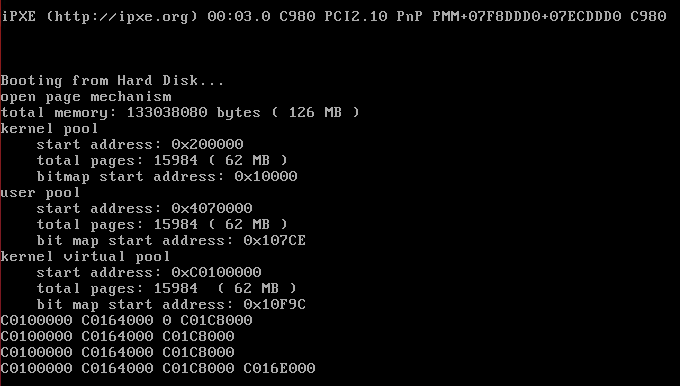 iPXE (http://ipxe.org) 00:03.0 C980 PCI2.10 PnP PMM+07F8DDD0+07ECDDD0 C980
Booting from Hard Disk...
open page mechanism
total memory: 133038080 bytes ( 126 MB )
kernel pool
start address: 0x200000
total pages: 15984 ( 62 MB )
bitmap start address: 0x10000
user pool
start address: 0x4070000
total pages: 15984 ( 62 MB )
bit map start address: 0x107CE
kernel virtual pool
start address: 0xC0100000
total pages: 15984  ( 62 MB )
bit map start address: 0x10F9C
C0100000 C0164000 0 C01C8000
C0100000 C0164000 C01C8000
C0100000 C0164000 C01C8000
C0100000 C0164000 C01C8000 C016E000